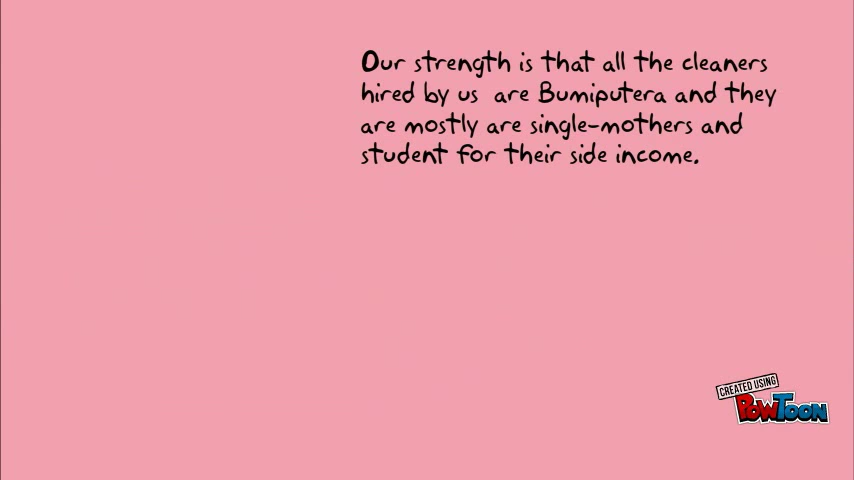 Our strength is that all the cleaners
hired by us are Bumiputera and they
are mostly are single-mothers and
student for their side income.
CREATED USING
POWTOON